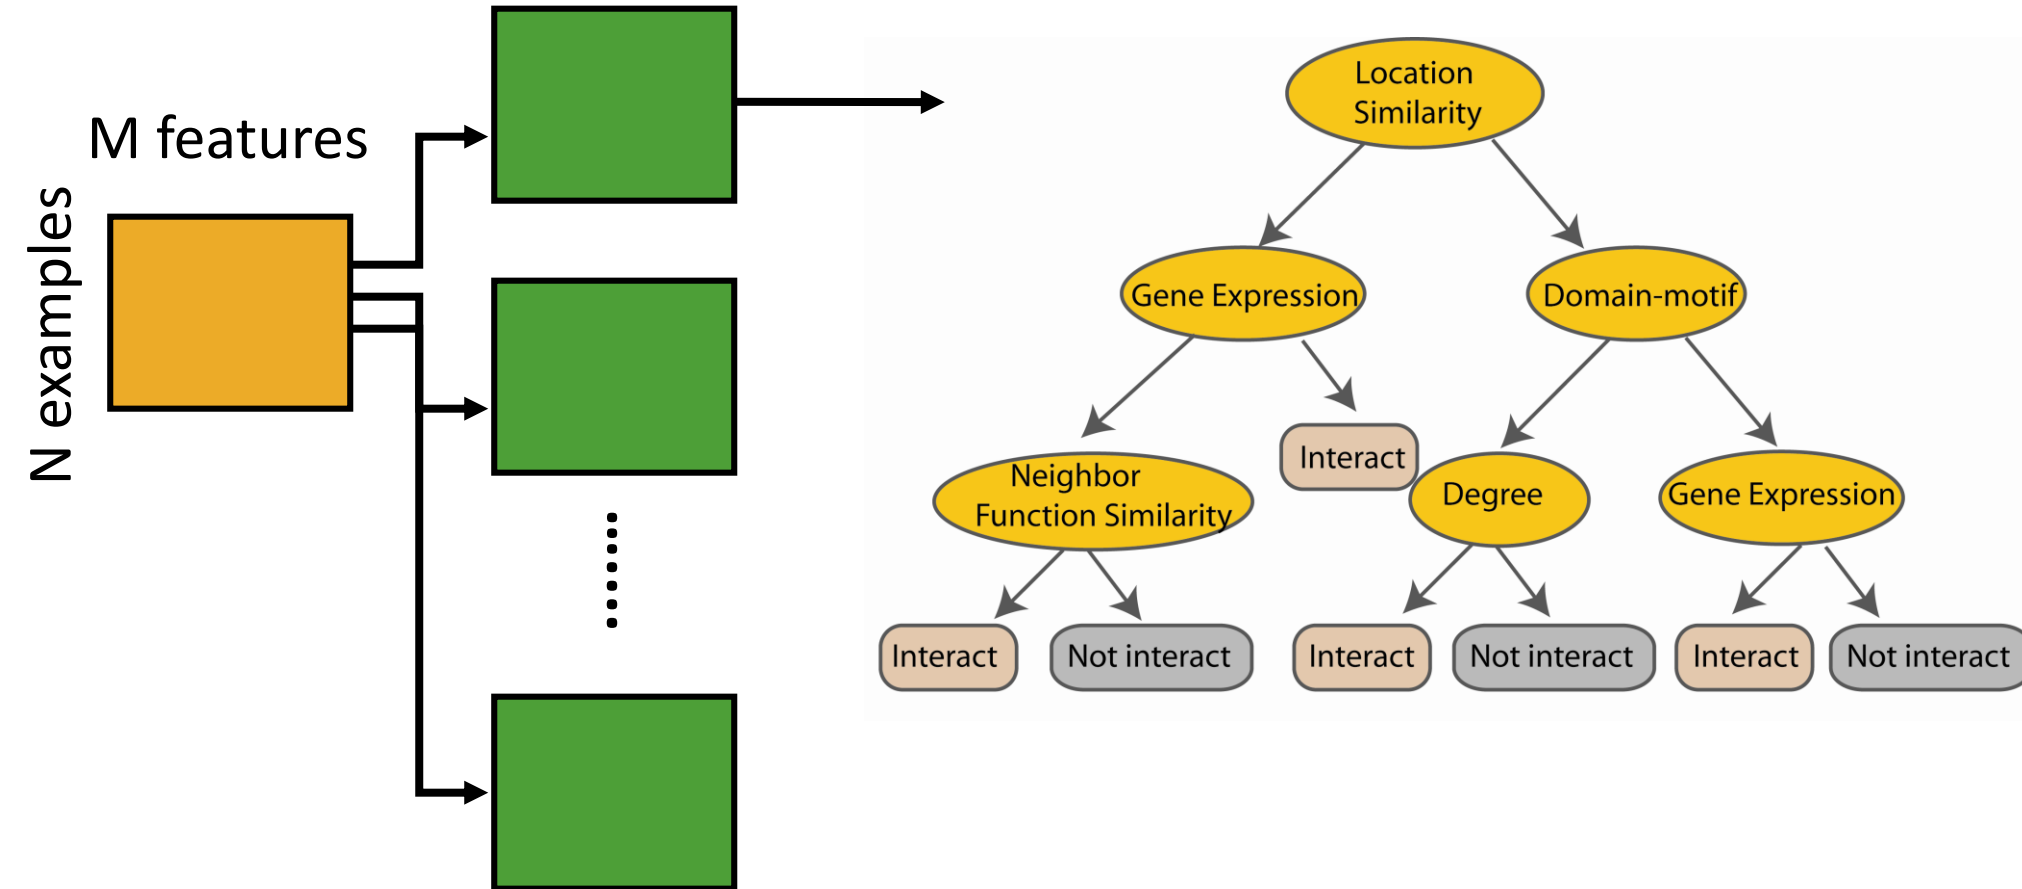 M features
N examples
Location
Similarity
Gene Expression
Domain-motif
Interact
Neighbor
Function Similarity
Degree
Gene Expression
Interact
Not interact
Interact
Not interact
Interact
Not interact